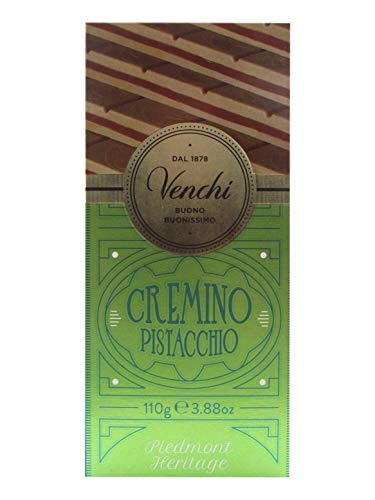 DAL 1878
Venchi
BUONO
BUONISSIMO
CREMINO
PISTACCHIO
110g ℮ 3.88oz
Piedmont
Heritage